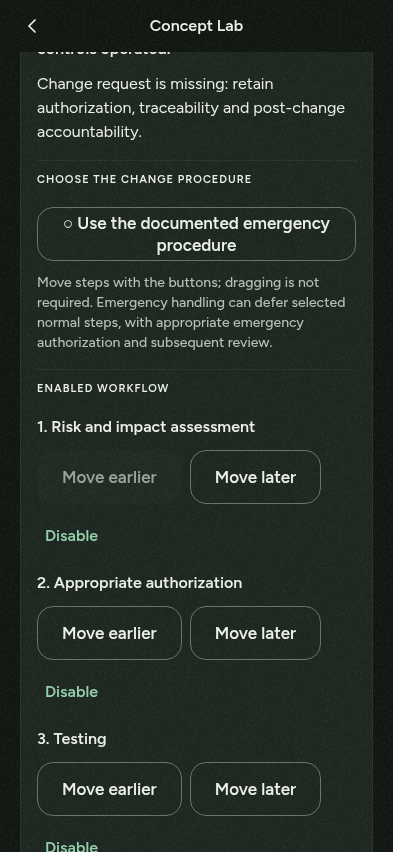 Concept Lab
controls operated.
Change request is missing: retain
authorization, traceability and post-change
accountability.
CHOOSE THE CHANGE PROCEDURE
○ Use the documented emergency
procedure
Move steps with the buttons; dragging is not
required. Emergency handling can defer selected
normal steps, with appropriate emergency
authorization and subsequent review.
ENABLED WORKFLOW
1. Risk and impact assessment
Move earlier Move later
Disable
2. Appropriate authorization
Move earlier Move later
Disable
3. Testing
Move earlier Move later
Disable